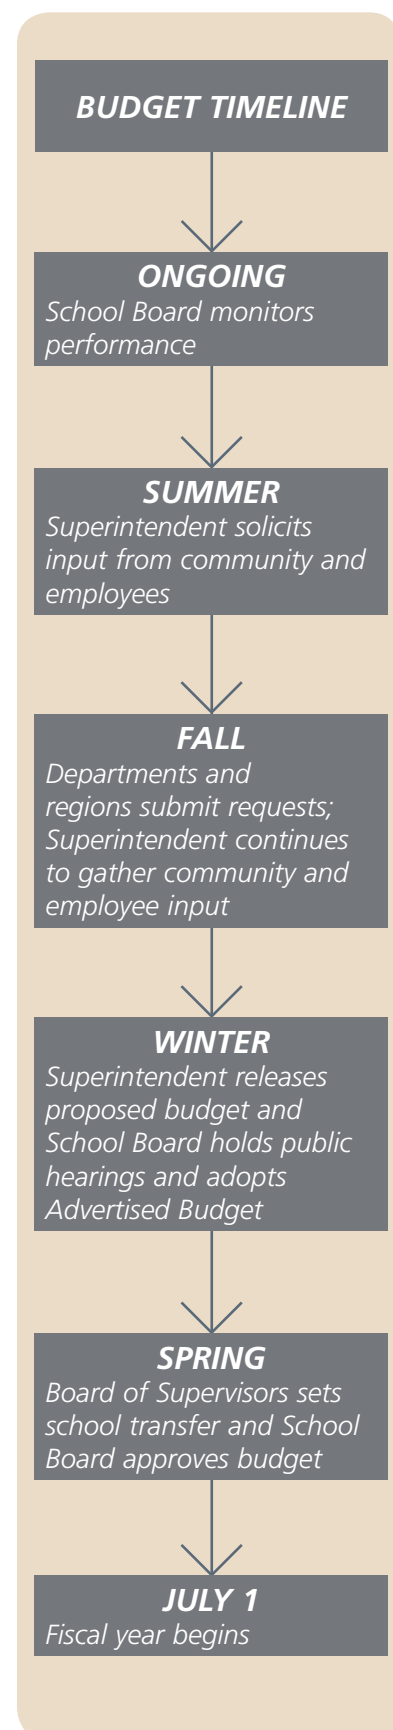 BUDGET TIMELINE
ONGOING
School Board monitors
performance
SUMMER
Superintendent solicits
input from community and
employees
FALL
Departments and
regions submit requests;
Superintendent continues
to gather community and
employee input
WINTER
Superintendent releases
proposed budget and
School Board holds public
hearings and adopts
Advertised Budget
SPRING
Board of Supervisors sets
school transfer and School
Board approves budget
JULY 1
Fiscal year begins